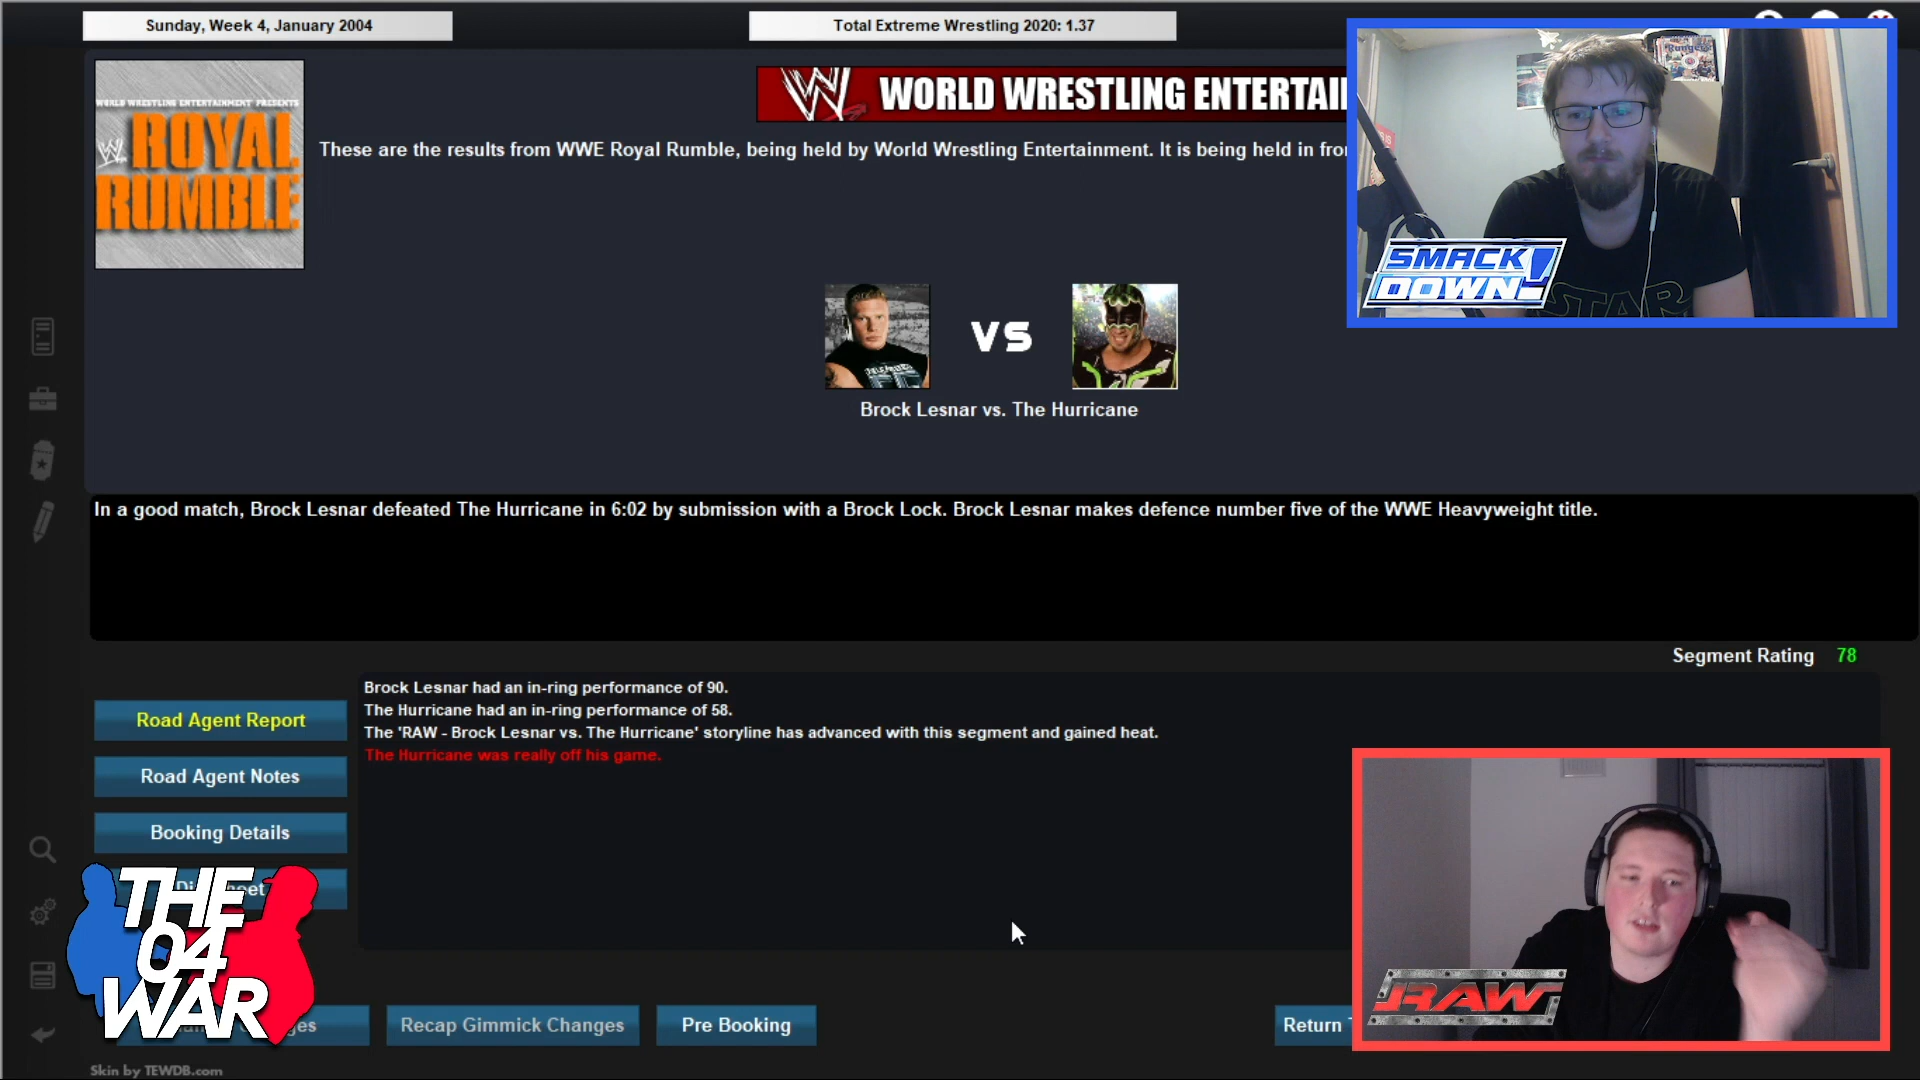 Sunday, Week 4, January 2004
Total Extreme Wrestling 2020: 1.37
WORLD WRESTLING ENTERTAINMENT PRESENTS
ROYAL
RUMBLE
WORLD WRESTLING ENTERTAI
These are the results from WWE Royal Rumble, being held by World Wrestling Entertainment. It is being held in fro
VS
Brock Lesnar vs. The Hurricane
SMACK
DOWN!
STAR
In a good match, Brock Lesnar defeated The Hurricane in 6:02 by submission with a Brock Lock. Brock Lesnar makes defence number five of the WWE Heavyweight title.
Segment Rating 78
Road Agent Report
Road Agent Notes
Booking Details
Brock Lesnar had an in-ring performance of 90.
The Hurricane had an in-ring performance of 58.
The 'RAW - Brock Lesnar vs. The Hurricane' storyline has advanced with this segment and gained heat.
The Hurricane was really off his game.
THE
04
WAR
Recap Gimmick Changes
Pre Booking
Return
RAW
Skin by TEWDB.com